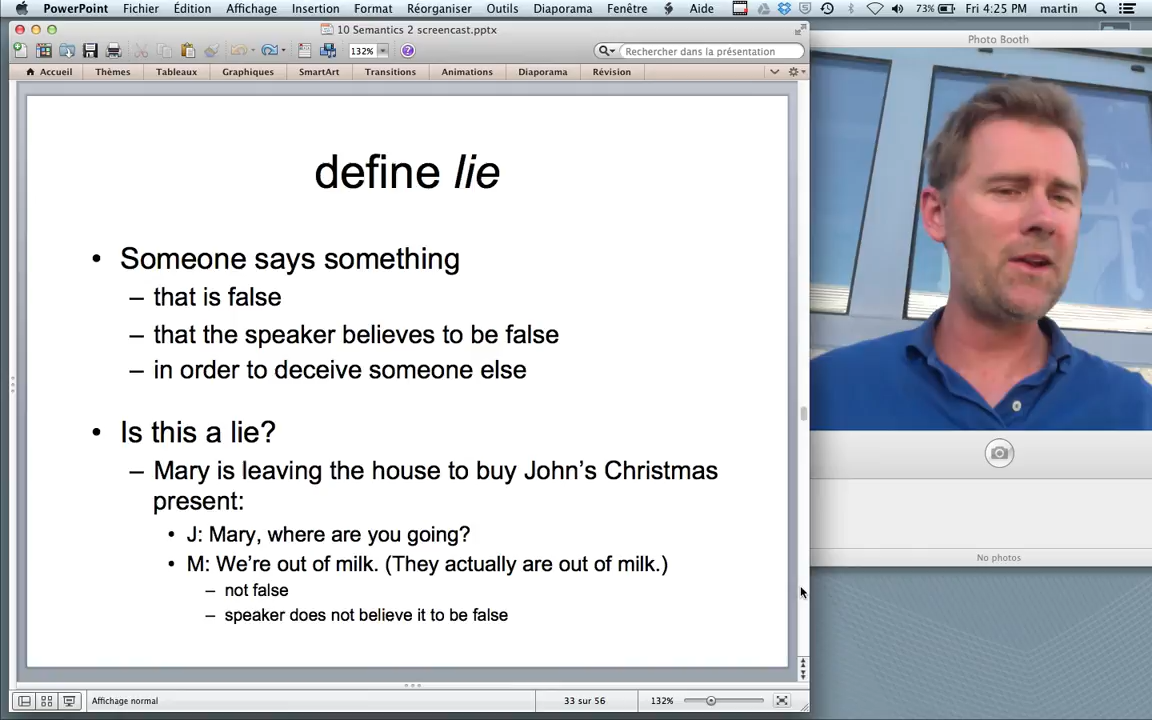 PowerPoint Fichier Édition Affichage Insertion Format Réorganiser Outils Diaporama Fenêtre Aide 73% Fri 4:25 PM martin
10 Semantics 2 screencast.pptx
Photo Booth
132% Rechercher dans la présentation
Accueil Thèmes Tableaux Graphiques SmartArt Transitions Animations Diaporama Révision
define lie
• Someone says something
– that is false
– that the speaker believes to be false
– in order to deceive someone else
• Is this a lie?
– Mary is leaving the house to buy John’s Christmas
present:
• J: Mary, where are you going?
• M: We’re out of milk. (They actually are out of milk.)
– not false
– speaker does not believe it to be false
No photos
Affichage normal 33 sur 56 132%